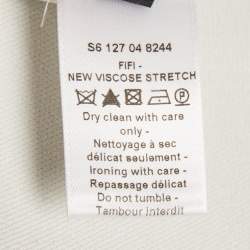 S6 127 04 8244
FIFI -
NEW VISCOSE STRETCH
P
Dry clean with care
only -
Nettoyage à sec
délicat seulement -
Ironing with care -
Repassage délicat
Do not tumble -
Tambour interdit